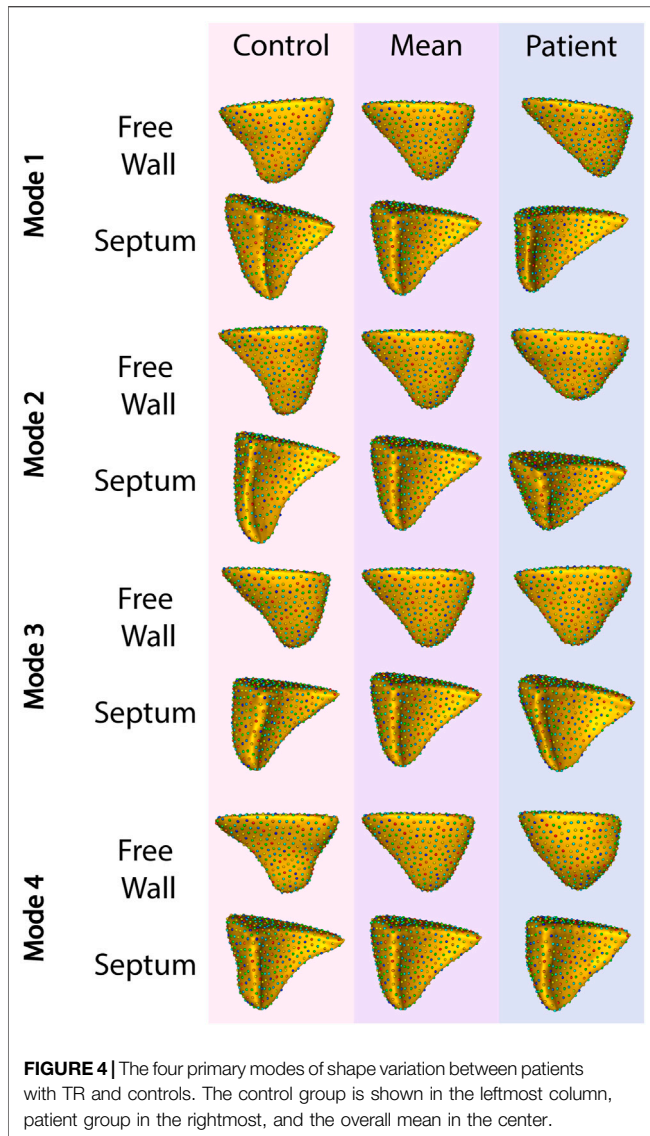 Control Mean Patient
Mode 1
Free
Wall
Septum
Mode 2
Free
Wall
Septum
Mode 3
Free
Wall
Septum
Mode 4
Free
Wall
Septum
FIGURE 4 | The four primary modes of shape variation between patients
with TR and controls. The control group is shown in the leftmost column,
patient group in the rightmost, and the overall mean in the center.